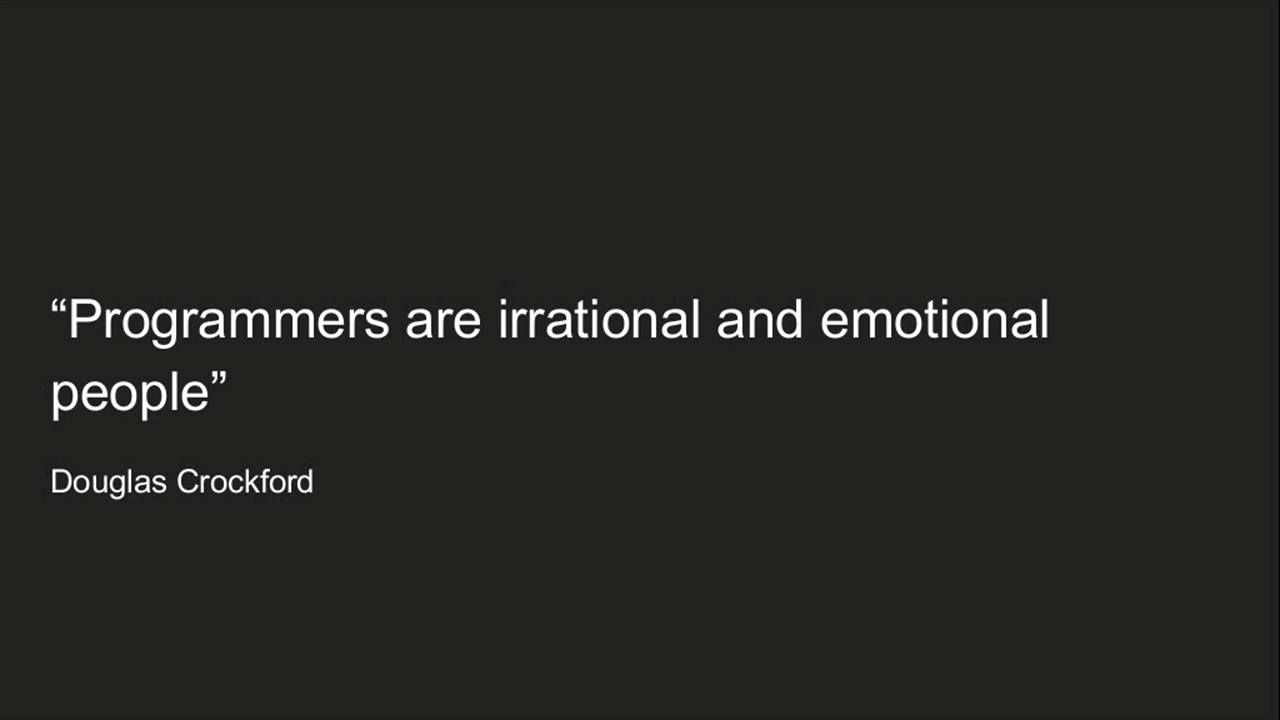 “Programmers are irrational and emotional
people”
Douglas Crockford